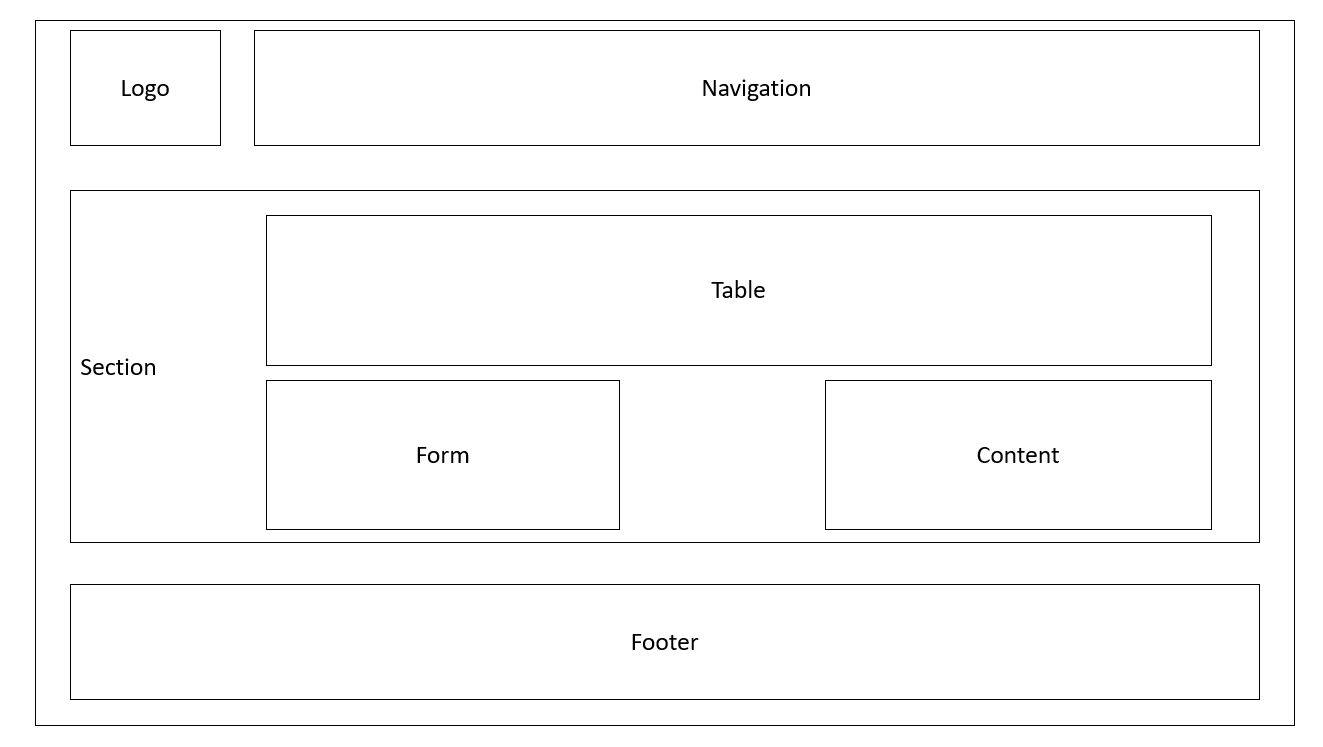 Logo
Navigation
Table
Section
Form
Content
Footer